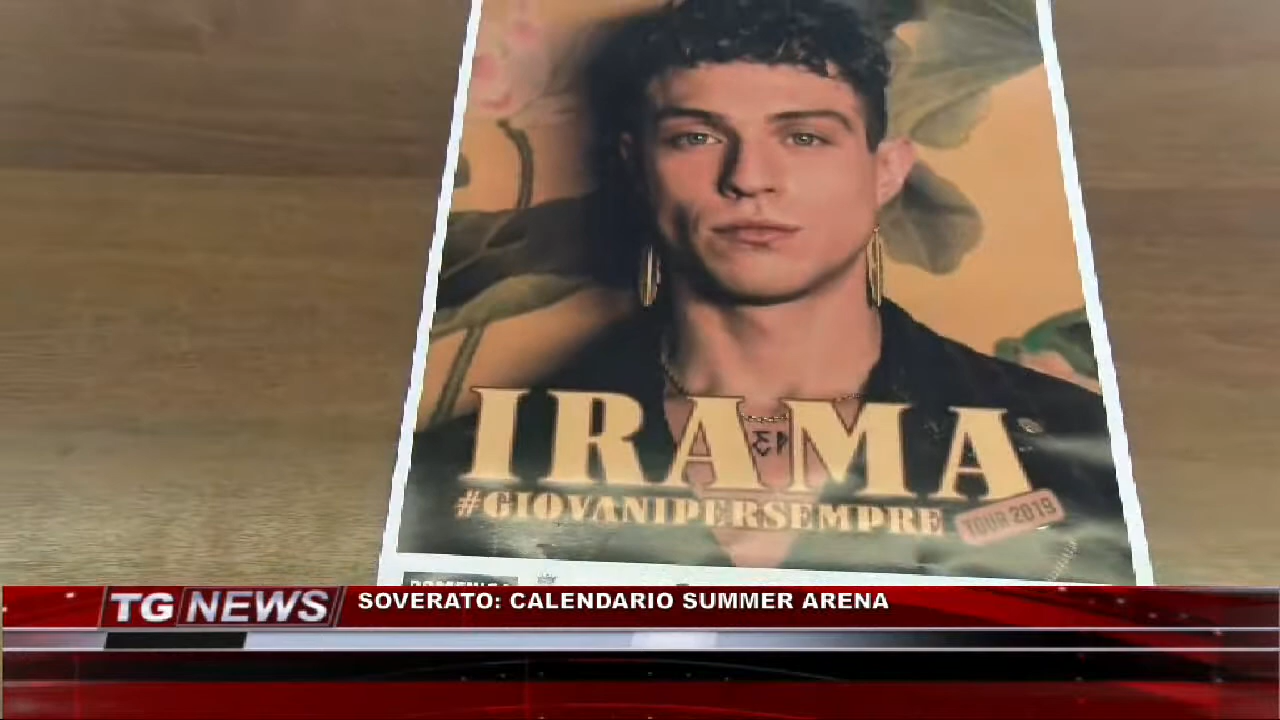 IRAMA
#GIOVANIPERSEMPRE
TOUR 2019
TG NEWS
SOVERATO: CALENDARIO SUMMER ARENA